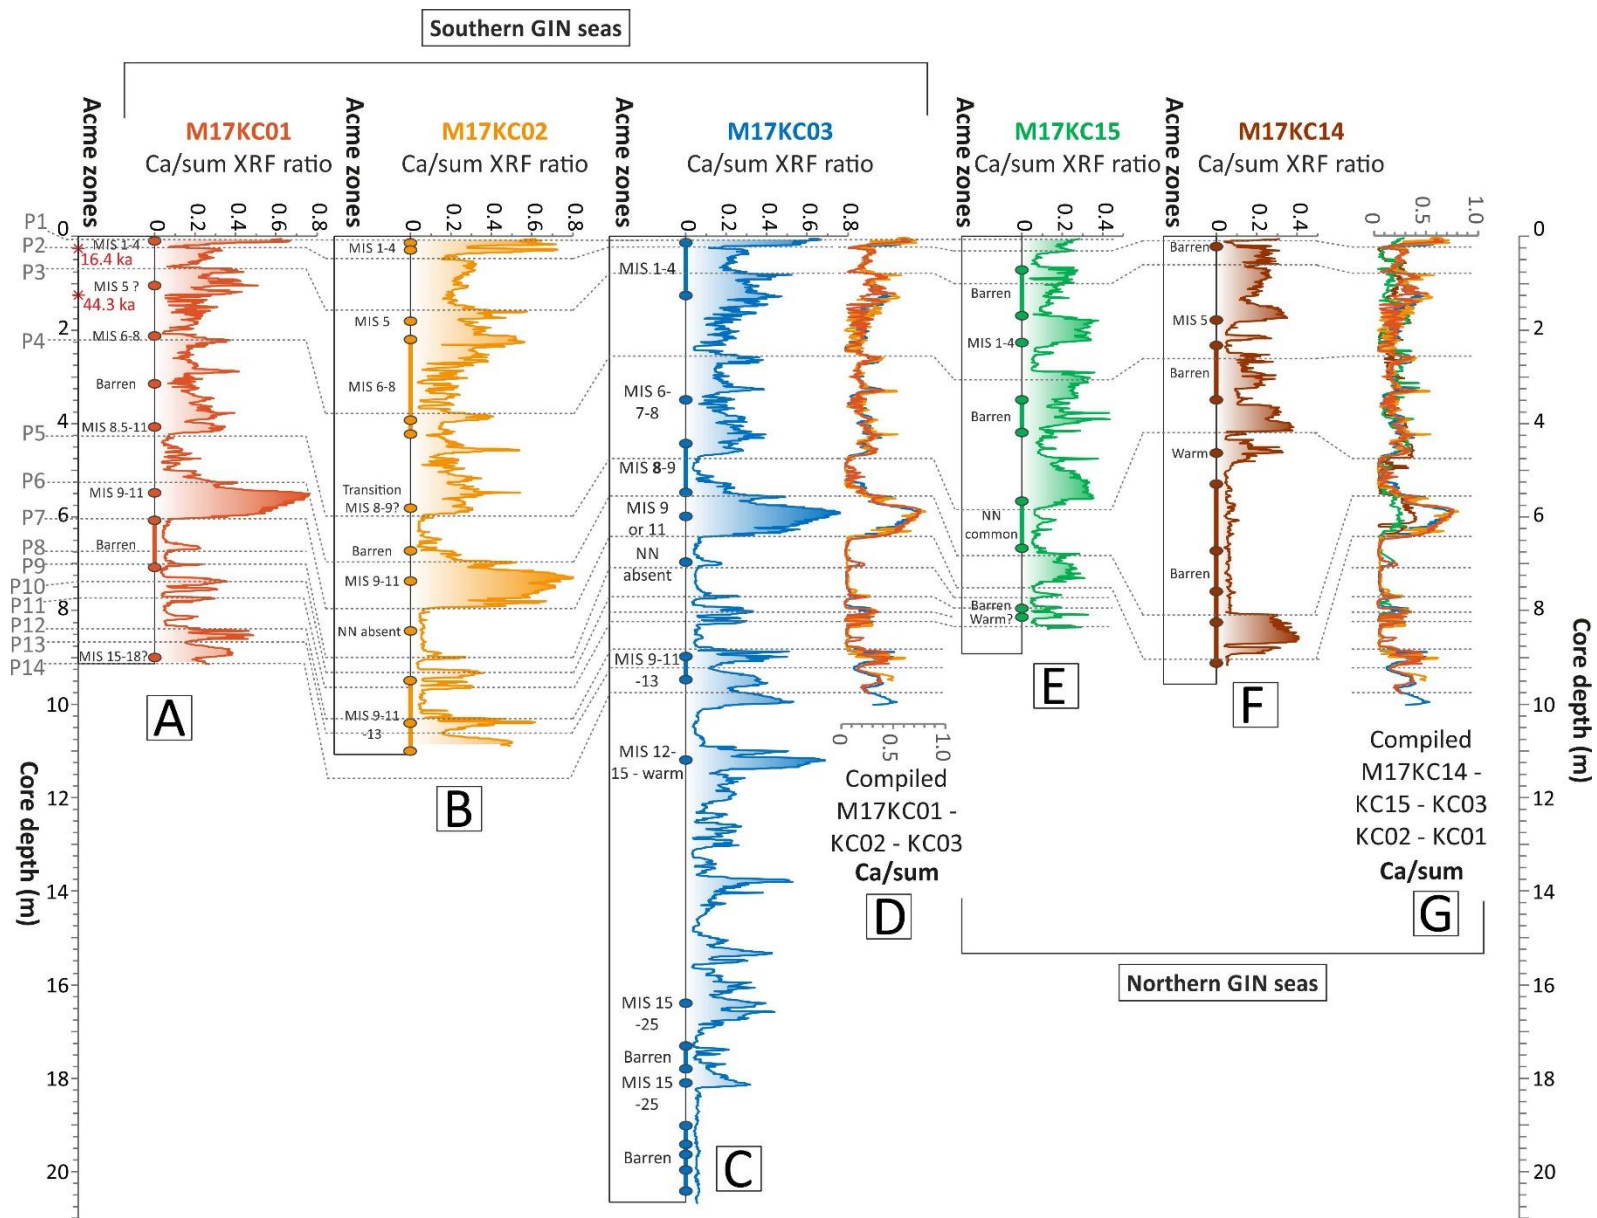 Southern GIN seas
Acme zones
M17KC01
Ca/sum XRF ratio
Acme zones
M17KC02
Ca/sum XRF ratio
Acme zones
M17KC03
Ca/sum XRF ratio
Acme zones
M17KC15
Ca/sum XRF ratio
Acme zones
M17KC14
Ca/sum XRF ratio
0 0.2 0.4 0.6 0.8
0 0.2 0.4 0.6 0.8
0 0.2 0.4 0.6 0.8
0 0.2 0.4
0 0.2 0.4
0 0.5 1.0
P1
P2
P3
P4
P5
P6
P7
P8
P9
P10
P11
P12
P13
P14
0
2
4
6
8
10
12
14
16
18
20
Core depth (m)
MIS 1-4
16.4 ka
MIS 5 ?
44.3 ka
MIS 6-8
Barren
MIS 8.5-11
MIS 9-11
Barren
MIS 15-18?
A
MIS 1-4
MIS 5
MIS 6-8
Transition
MIS 8-9?
Barren
MIS 9-11
NN absent
MIS 9-11
-13
B
MIS 1-4
MIS 6-
7-8
MIS 8-9
MIS 9
or 11
NN
absent
MIS 9-11
-13
MIS 12-
15 - warm
MIS 15
-25
Barren
MIS 15
-25
Barren
C
0 0.5 1.0
Compiled
M17KC01 -
KC02 - KC03
Ca/sum
D
Barren
MIS 1-4
Barren
NN
common
Barren
Warm?
E
Barren
MIS 5
Barren
Warm
Barren
F
Compiled
M17KC14 -
KC15 - KC03
KC02 - KC01
Ca/sum
G
Northern GIN seas
0
2
4
6
8
10
12
14
16
18
20
Core depth (m)